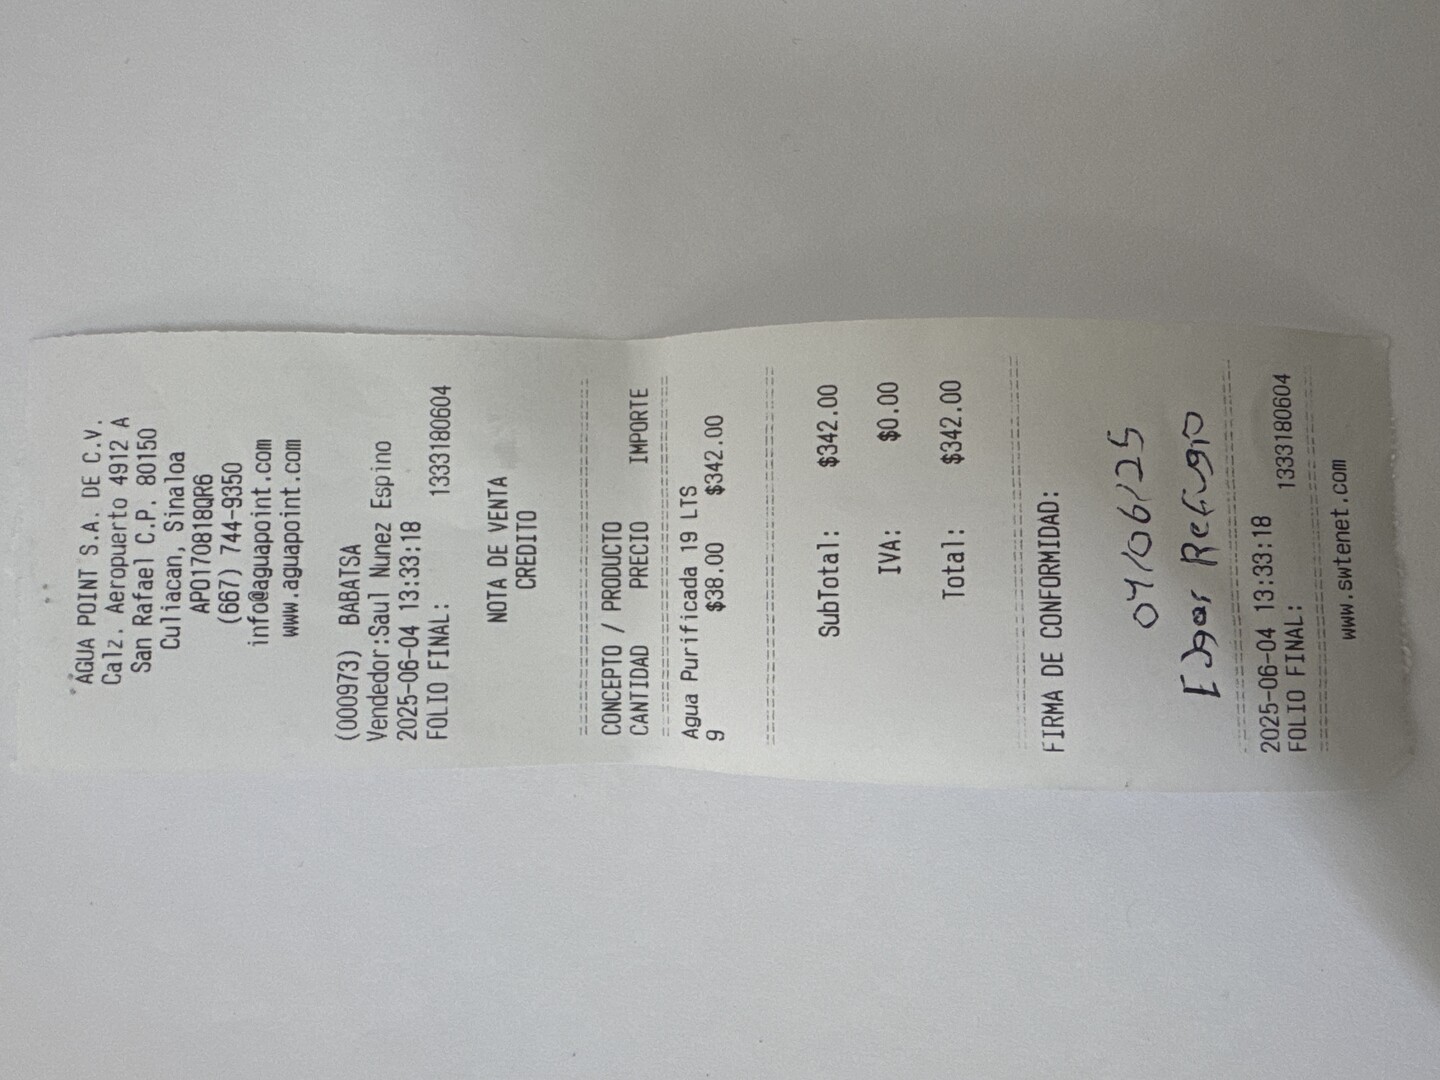 AGUA POINT S.A. DE C.V.
Calz. Aeropuerto 4912 A
San Rafael C.P. 80150
Culiacan, Sinaloa
APO170818QR6
(667) 744-9350
info@aguapoint.com
www.aguapoint.com
(000973) BABATSA
Vendedor:Saul Nunez Espino
2025-06-04 13:33:18
FOLIO FINAL: 1333180604
NOTA DE VENTA
CREDITO
CONCEPTO / PRODUCTO
CANTIDAD PRECIO IMPORTE
Agua Purificada 19 LTS
9 $38.00 $342.00
SubTotal: $342.00
IVA: $0.00
Total: $342.00
FIRMA DE CONFORMIDAD:
04/06/25
Edgar Refugio
2025-06-04 13:33:18
FOLIO FINAL: 1333180604
www.swtenet.com